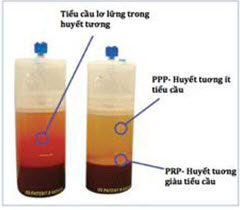 Tiểu cầu lơ lửng trong
huyết tương
PPP- Huyết tương ít
tiểu cầu
PRP- Huyết tương
giàu tiểu cầu